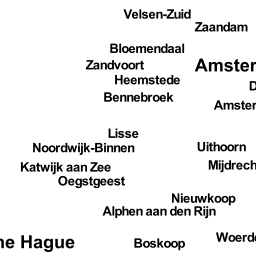 Velsen-Zuid
Zaandam
Bloemendaal
Zandvoort
Amster
Heemstede
D
Bennebroek
Amster
Lisse
Noordwijk-Binnen
Uithoorn
Katwijk aan Zee
Mijdrech
Oegstgeest
Nieuwkoop
Alphen aan den Rijn
ne Hague
Boskoop
Woerde